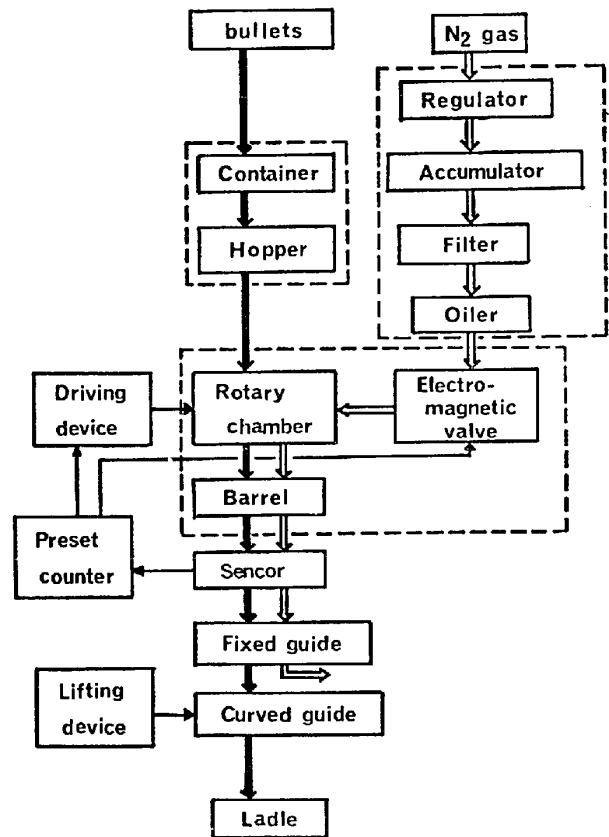 bullets
N2 gas
Regulator
Container
Accumulator
Hopper
Filter
Oiler
Driving
device
Rotary
chamber
Electro-
magnetic
valve
Barrel
Preset
counter
Sencor
Fixed guide
Lifting
device
Curved guide
Ladle